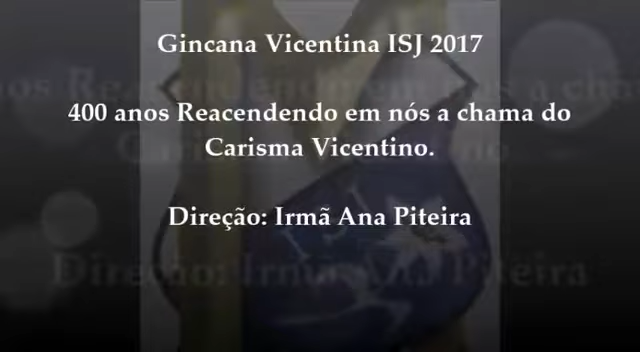 Gincana Vicentina ISJ 2017
400 anos Reacendendo em nós a chama do
Carisma Vicentino.
Direção: Irmã Ana Piteira